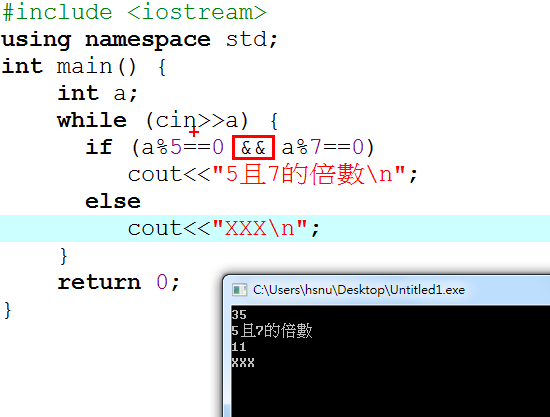 #include <iostream>
using namespace std;
int main() {
int a;
while (cin>>a) {
if (a%5==0 && a%7==0)
cout<<"5且7的倍數\n";
else
cout<<"XXX\n";
}
return 0;
}
C:\Users\hsnu\Desktop\Untitled1.exe
35
5且7的倍數
11
XXX